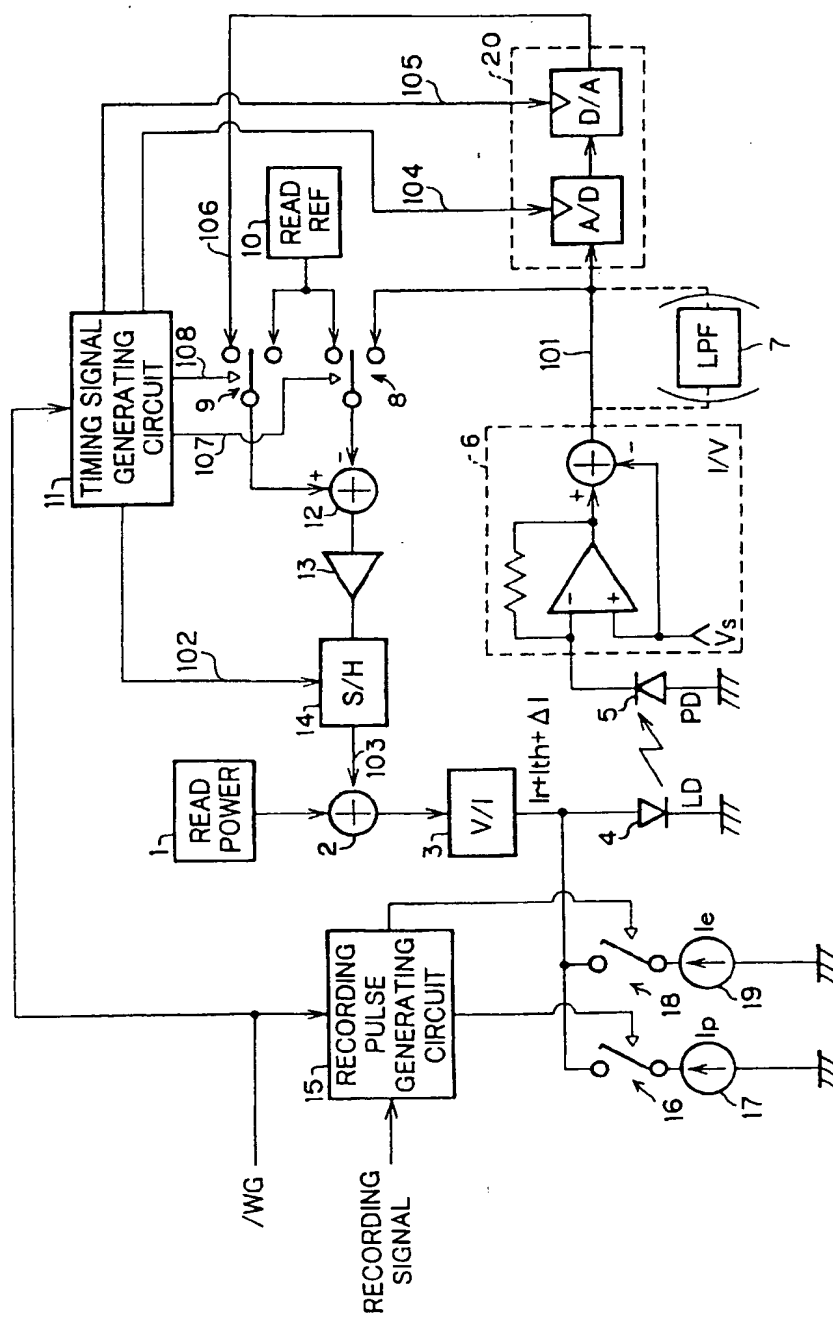 /WG
RECORDING
SIGNAL
15
RECORDING
PULSE
GENERATING
CIRCUIT
1
READ
POWER
2
103
3
V/I
Ir+Ith+ΔI
4
LD
16
Ip
17
18
Ie
19
11
TIMING SIGNAL
GENERATING
CIRCUIT
102
14
S/H
13
12
+
-
107
108
9
8
106
10
READ
REF
105
104
20
A/D
D/A
101
LPF
7
6
I/V
+
-
-
+
Vs
5
PD